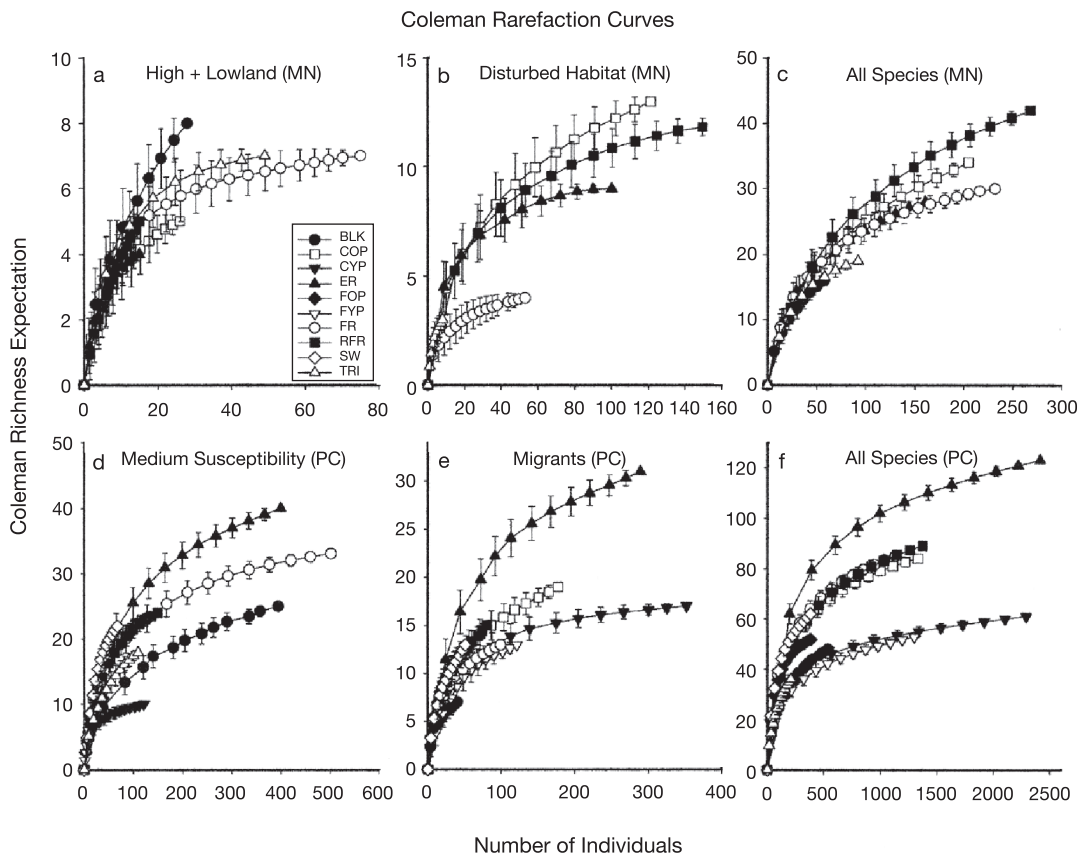 Coleman Rarefaction Curves
a High + Lowland (MN)
10
8
6
4
2
0
0 20 40 60 80
BLK
COP
CYP
ER
FOP
FYP
FR
RFR
SW
TRI
b Disturbed Habitat (MN)
15
10
5
0
0 20 40 60 80 100 120 140 160
c All Species (MN)
50
40
30
20
10
0
0 50 100 150 200 250 300
Coleman Richness Expectation
d Medium Susceptibility (PC)
50
40
30
20
10
0
0 100 200 300 400 500 600
e Migrants (PC)
30
25
20
15
10
5
0
0 100 200 300 400
f All Species (PC)
120
100
80
60
40
20
0
0 500 1000 1500 2000 2500
Number of Individuals